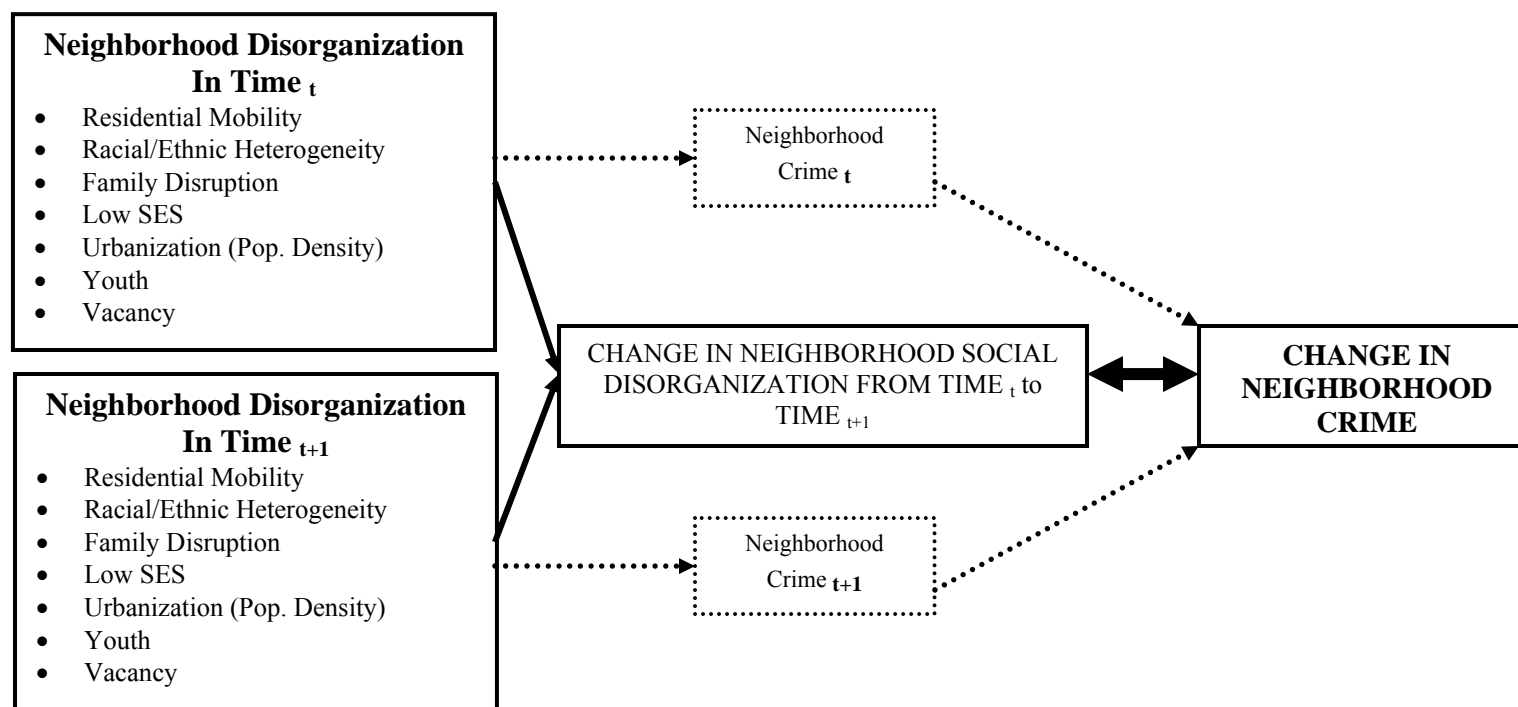 Neighborhood Disorganization
In Time t
• Residential Mobility
• Racial/Ethnic Heterogeneity
• Family Disruption
• Low SES
• Urbanization (Pop. Density)
• Youth
• Vacancy
Neighborhood
Crime t
CHANGE IN NEIGHBORHOOD SOCIAL
DISORGANIZATION FROM TIME t to
TIME t+1
CHANGE IN
NEIGHBORHOOD
CRIME
Neighborhood Disorganization
In Time t+1
• Residential Mobility
• Racial/Ethnic Heterogeneity
• Family Disruption
• Low SES
• Urbanization (Pop. Density)
• Youth
• Vacancy
Neighborhood
Crime t+1